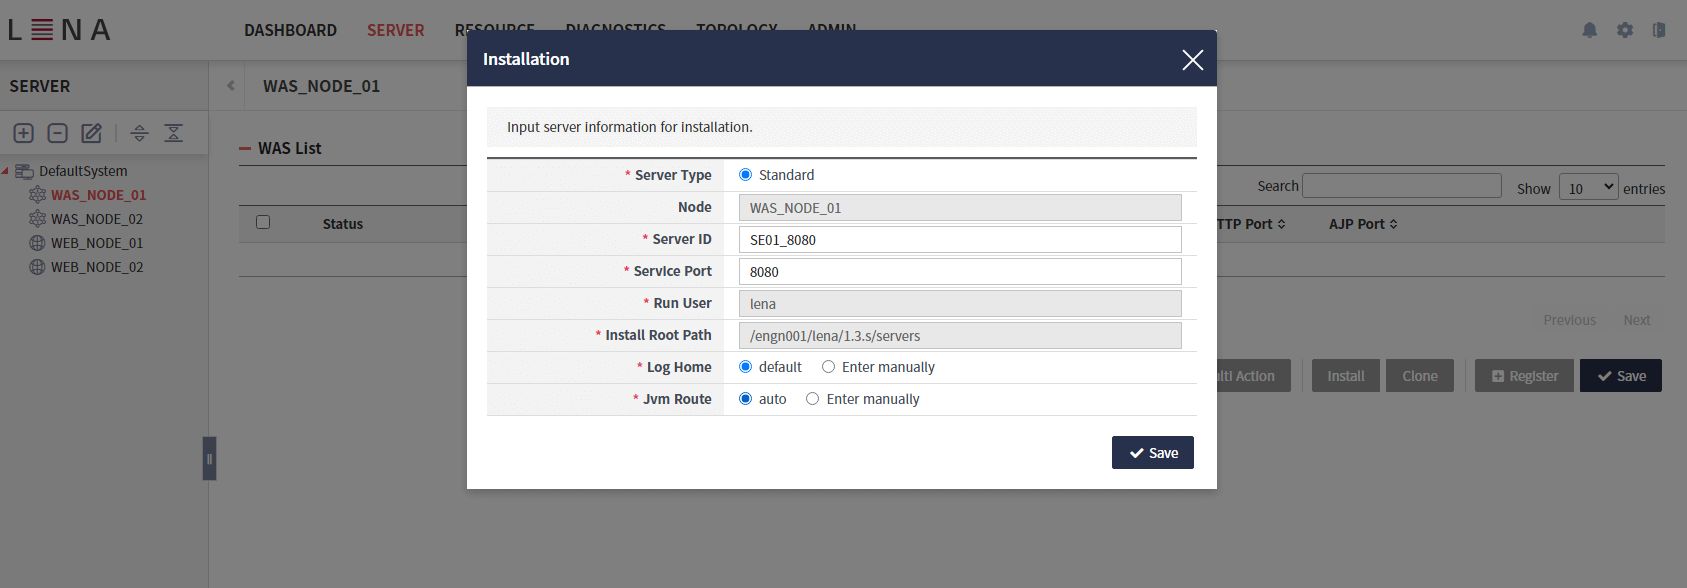 LENA
DASHBOARD SERVER RESOURCE DIAGNOSTICS TOPOLOGY ADMIN
Installation
SERVER
WAS_NODE_01
Input server information for installation.
WAS List
DefaultSystem
WAS_NODE_01
WAS_NODE_02
WEB_NODE_01
WEB_NODE_02
* Server Type Standard
Node WAS_NODE_01
* Server ID SE01_8080
* Service Port 8080
* Run User lena
* Install Root Path /engn001/lena/1.3.s/servers
* Log Home default Enter manually
* Jvm Route auto Enter manually
Save
Search Show 10 entries
Status TTP Port AJP Port
Previous Next
lti Action Install Clone Register Save